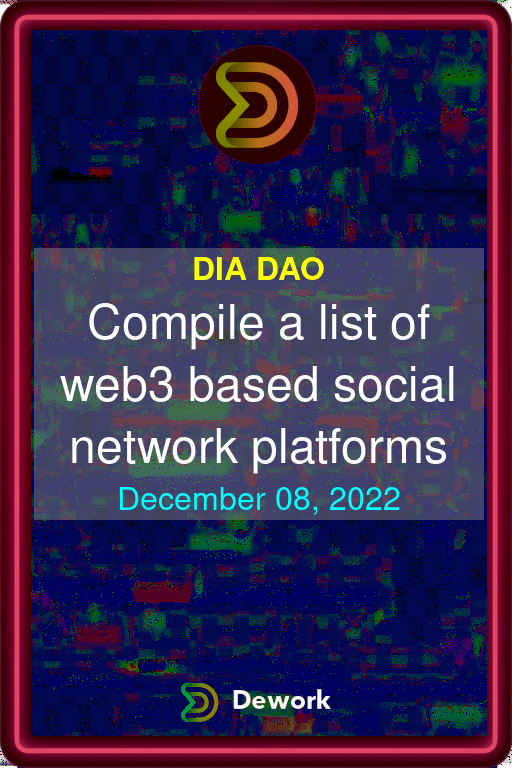 DIA DAO
Compile a list of
web3 based social
network platforms
December 08, 2022
Dework